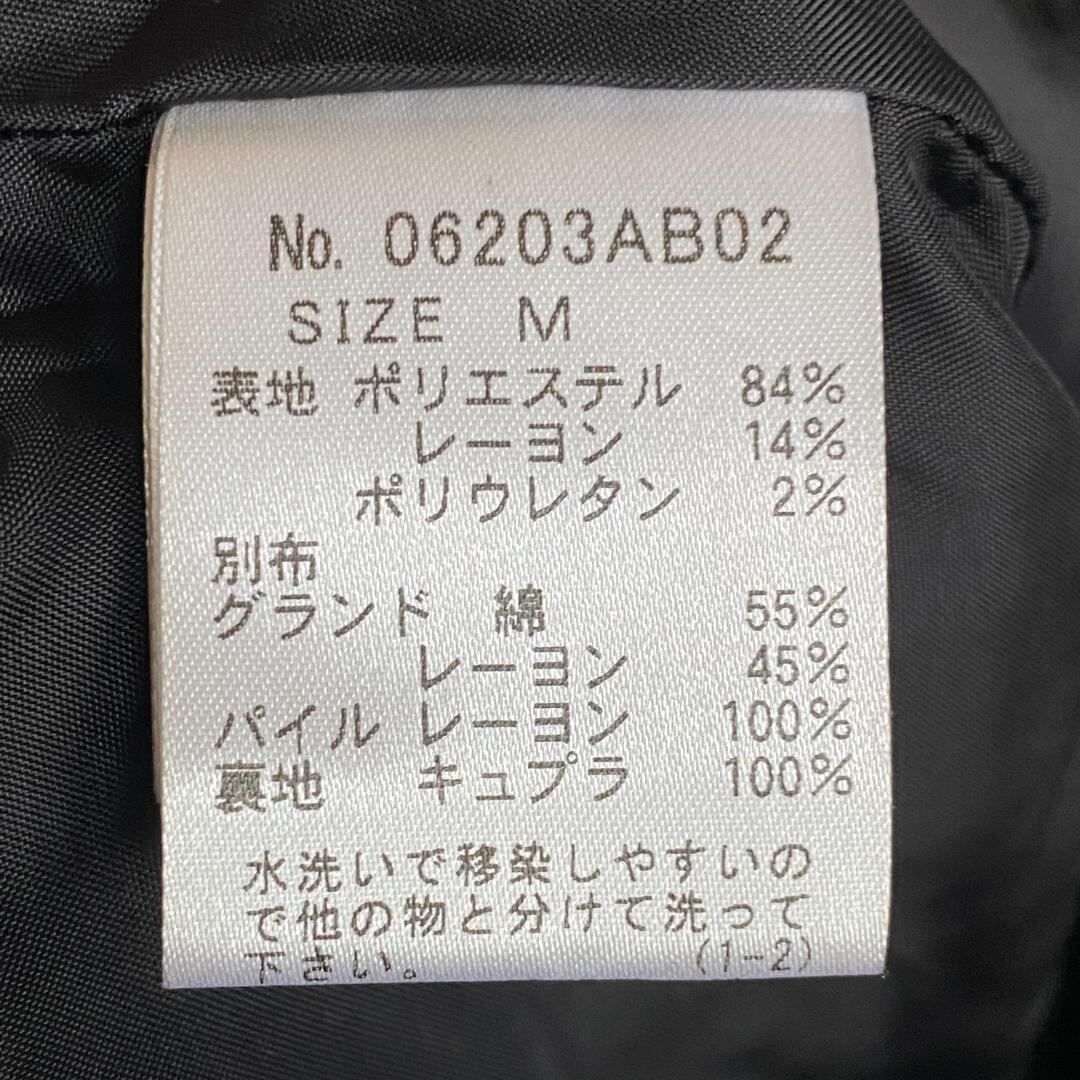 No. 06203AB02
SIZE M
表地 ポリエステル 84%
レーヨン 14%
ポリウレタン 2%
別布
グランド 綿 55%
レーヨン 45%
パイル レーヨン 100%
裏地 キュプラ 100%
水洗いで移染しやすいの
で他の物と分けて洗って
下さい。 (1-2)